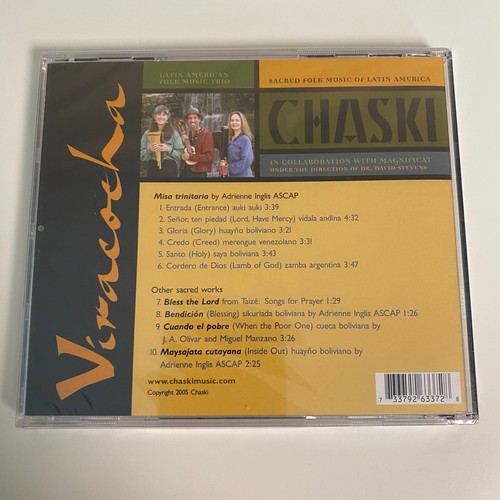 Viracocha
LATIN AMERICAN
FOLK MUSIC TRIO
SACRED FOLK MUSIC OF LATIN AMERICA
CHASKI
IN COLLABORATION WITH MAGNIFICAT
UNDER THE DIRECTION OF DR. DAVID STEVENS
Misa trinitaria by Adrienne Inglis ASCAP
1. Entrada (Entrance) auki auki 3:39
2. Señor, ten piedad (Lord, Have Mercy) vidala andina 4:32
3. Gloria (Glory) huayño boliviano 3:21
4. Credo (Creed) merengue venezolano 3:31
5. Santo (Holy) saya boliviana 3:43
6. Cordero de Dios (Lamb of God) zamba argentina 3:47
Other sacred works
7. Bless the Lord from Taizé: Songs for Prayer 1:29
8. Bendición (Blessing) sikuriada boliviana by Adrienne Inglis ASCAP 1:26
9. Cuando el pobre (When the Poor One) cueca boliviana by
J. A. Olivar and Miguel Manzano 3:26
10. Maysajata cutayana (Inside Out) huayño boliviano by
Adrienne Inglis ASCAP 2:25
www.chaskimusic.com
Copyright 2005 Chaski
7 33792 63372 8